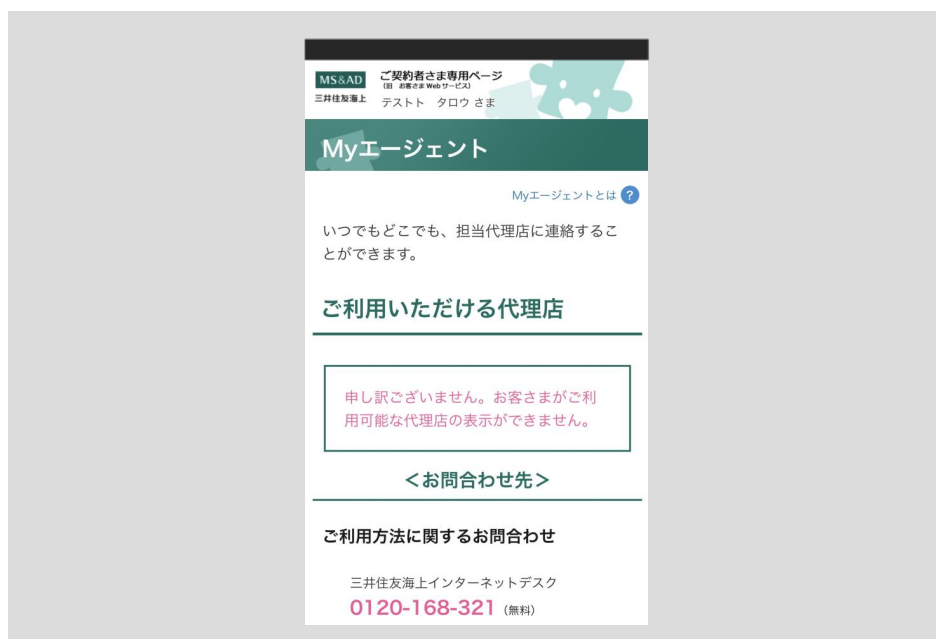 MS&AD
三井住友海上
ご契約者さま専用ページ
(旧 お客さまWebサービス)
テストト タロウ さま
Myエージェント
Myエージェントとは ?
いつでもどこでも、担当代理店に連絡するこ
とができます。
ご利用いただける代理店
申し訳ございません。お客さまがご利
用可能な代理店の表示ができません。
＜お問合わせ先＞
ご利用方法に関するお問合わせ
三井住友海上インターネットデスク
0120-168-321 (無料)